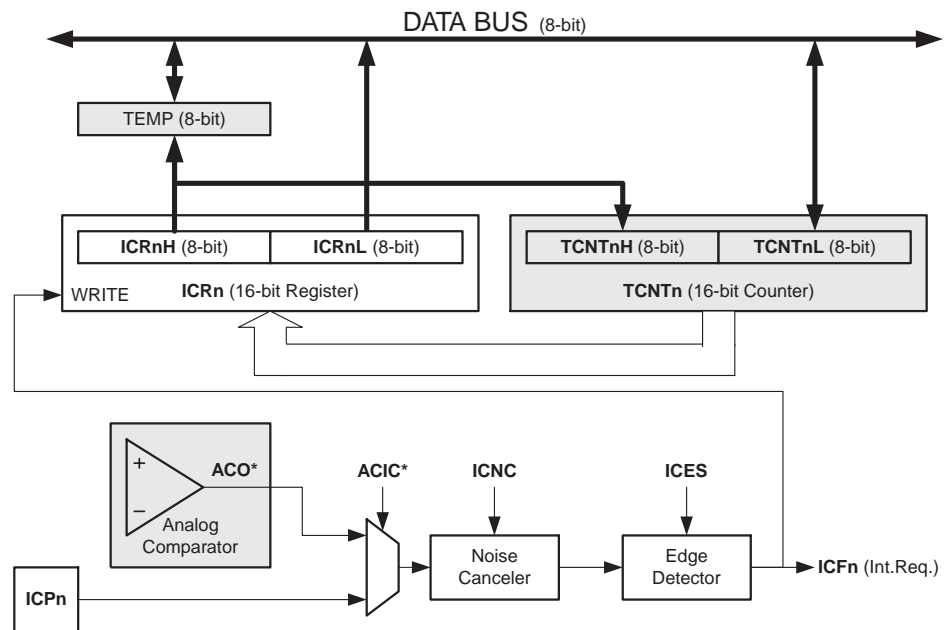 DATA BUS (8-bit)
TEMP (8-bit)
ICRnH (8-bit) ICRnL (8-bit)
TCNTnH (8-bit) TCNTnL (8-bit)
WRITE
ICRn (16-bit Register)
TCNTn (16-bit Counter)
+
−
ACO*
Analog
Comparator
ACIC*
ICNC
ICES
Noise
Canceler
Edge
Detector
ICFn (Int.Req.)
ICPn